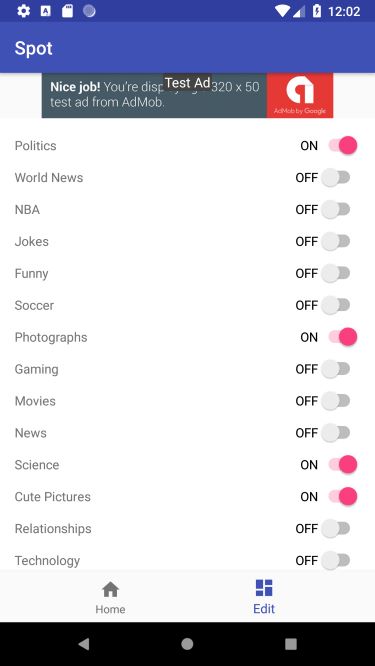 12:02
Spot
Nice job! You're disp 320 x 50
Test Ad
test ad from AdMob.
AdMob by Google
Politics ON
World News OFF
NBA OFF
Jokes OFF
Funny OFF
Soccer OFF
Photographs ON
Gaming OFF
Movies OFF
News OFF
Science ON
Cute Pictures ON
Relationships OFF
Technology OFF
Home Edit